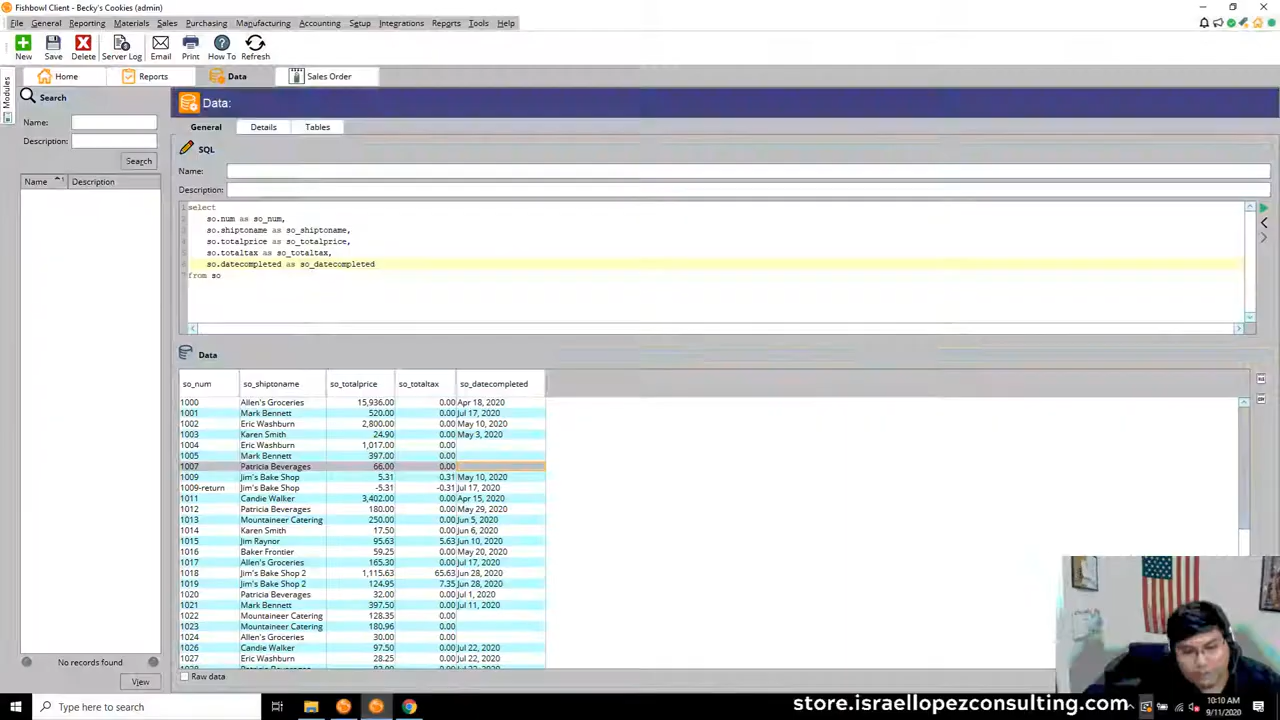 Fishbowl Client - Becky's Cookies (admin)
File General Reporting Materials Sales Purchasing Manufacturing Accounting Setup Integrations Reports Tools Help
New Save Delete Server Log Email Print How To Refresh
Home Reports Data Sales Order
Modules
Search
Name:
Description:
Search
Name Description
No records found
View
Data:
General Details Tables
SQL
Name:
Description:
1 select
2 so.num as so_num,
3 so.shiptoname as so_shiptoname,
4 so.totalprice as so_totalprice,
5 so.totaltax as so_totaltax,
6 so.datecompleted as so_datecompleted
7 from so
Data
so_num so_shiptoname so_totalprice so_totaltax so_datecompleted
1000 Allen's Groceries 15,936.00 0.00 Apr 18, 2020
1001 Mark Bennett 520.00 0.00 Jul 17, 2020
1002 Eric Washburn 2,800.00 0.00 May 10, 2020
1003 Karen Smith 24.90 0.00 May 3, 2020
1004 Eric Washburn 1,017.00 0.00
1005 Mark Bennett 397.00 0.00
1007 Patricia Beverages 66.00 0.00
1009 Jim's Bake Shop 5.31 0.31 May 10, 2020
1009-return Jim's Bake Shop -5.31 -0.31 Jul 17, 2020
1011 Candie Walker 3,402.00 0.00 Apr 15, 2020
1012 Patricia Beverages 180.00 0.00 May 29, 2020
1013 Mountaineer Catering 250.00 0.00 Jun 5, 2020
1014 Karen Smith 17.50 0.00 Jun 6, 2020
1015 Jim Raynor 95.63 5.63 Jun 10, 2020
1016 Baker Frontier 59.25 0.00 May 20, 2020
1017 Allen's Groceries 165.30 0.00 Jul 17, 2020
1018 Jim's Bake Shop 2 1,115.63 65.63 Jun 28, 2020
1019 Jim's Bake Shop 2 124.95 7.35 Jun 28, 2020
1020 Patricia Beverages 32.00 0.00 Jul 1, 2020
1021 Mark Bennett 397.50 0.00 Jul 11, 2020
1022 Mountaineer Catering 128.35 0.00
1023 Mountaineer Catering 180.96 0.00
1024 Allen's Groceries 30.00 0.00
1026 Candie Walker 97.50 0.00 Jul 22, 2020
1027 Eric Washburn 28.25 0.00 Jul 22, 2020
Raw data
store.israellopezconsulting.com
Type here to search
10:10 AM
9/11/2020